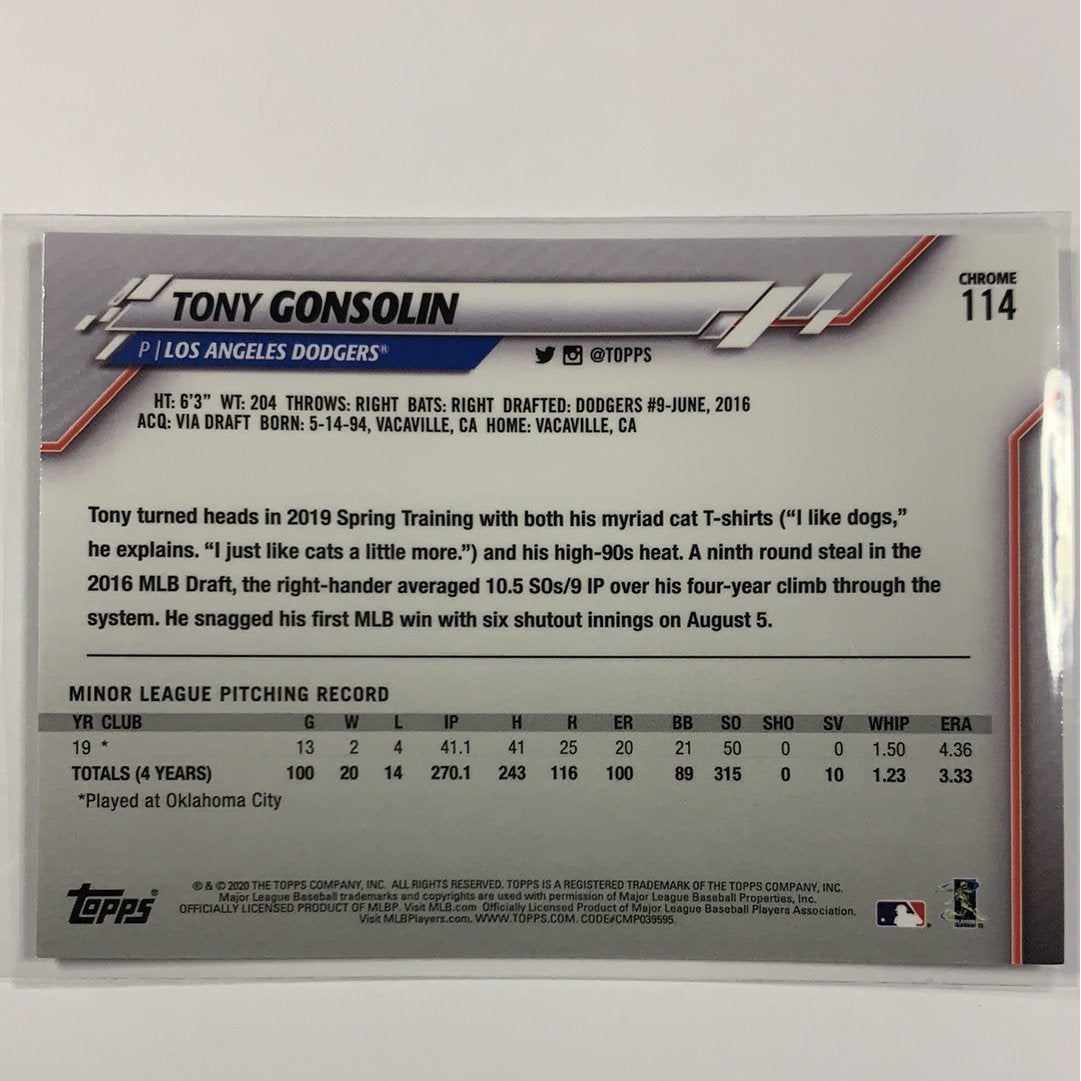 CHROME
114
TONY GONSOLIN
P | LOS ANGELES DODGERS®
@TOPPS
HT: 6'3" WT: 204 THROWS: RIGHT BATS: RIGHT DRAFTED: DODGERS #9-JUNE, 2016
ACQ: VIA DRAFT BORN: 5-14-94, VACAVILLE, CA HOME: VACAVILLE, CA
Tony turned heads in 2019 Spring Training with both his myriad cat T-shirts (“I like dogs,”
he explains. “I just like cats a little more.”) and his high-90s heat. A ninth round steal in the
2016 MLB Draft, the right-hander averaged 10.5 SOs/9 IP over his four-year climb through the
system. He snagged his first MLB win with six shutout innings on August 5.
MINOR LEAGUE PITCHING RECORD
YR CLUB G W L IP H R ER BB SO SHO SV WHIP ERA
19 * 13 2 4 41.1 41 25 20 21 50 0 0 1.50 4.36
TOTALS (4 YEARS) 100 20 14 270.1 243 116 100 89 315 0 10 1.23 3.33
*Played at Oklahoma City
topps®
® & © 2020 THE TOPPS COMPANY, INC. ALL RIGHTS RESERVED. TOPPS IS A REGISTERED TRADEMARK OF THE TOPPS COMPANY, INC.
Major League Baseball trademarks and copyrights are used with permission of Major League Baseball Properties, Inc.
OFFICIALLY LICENSED PRODUCT OF MLBP. Visit MLB.com Officially Licensed Product of Major League Baseball Players Association.
Visit MLBPlayers.com. WWW.TOPPS.COM. CODE#CMP039595.